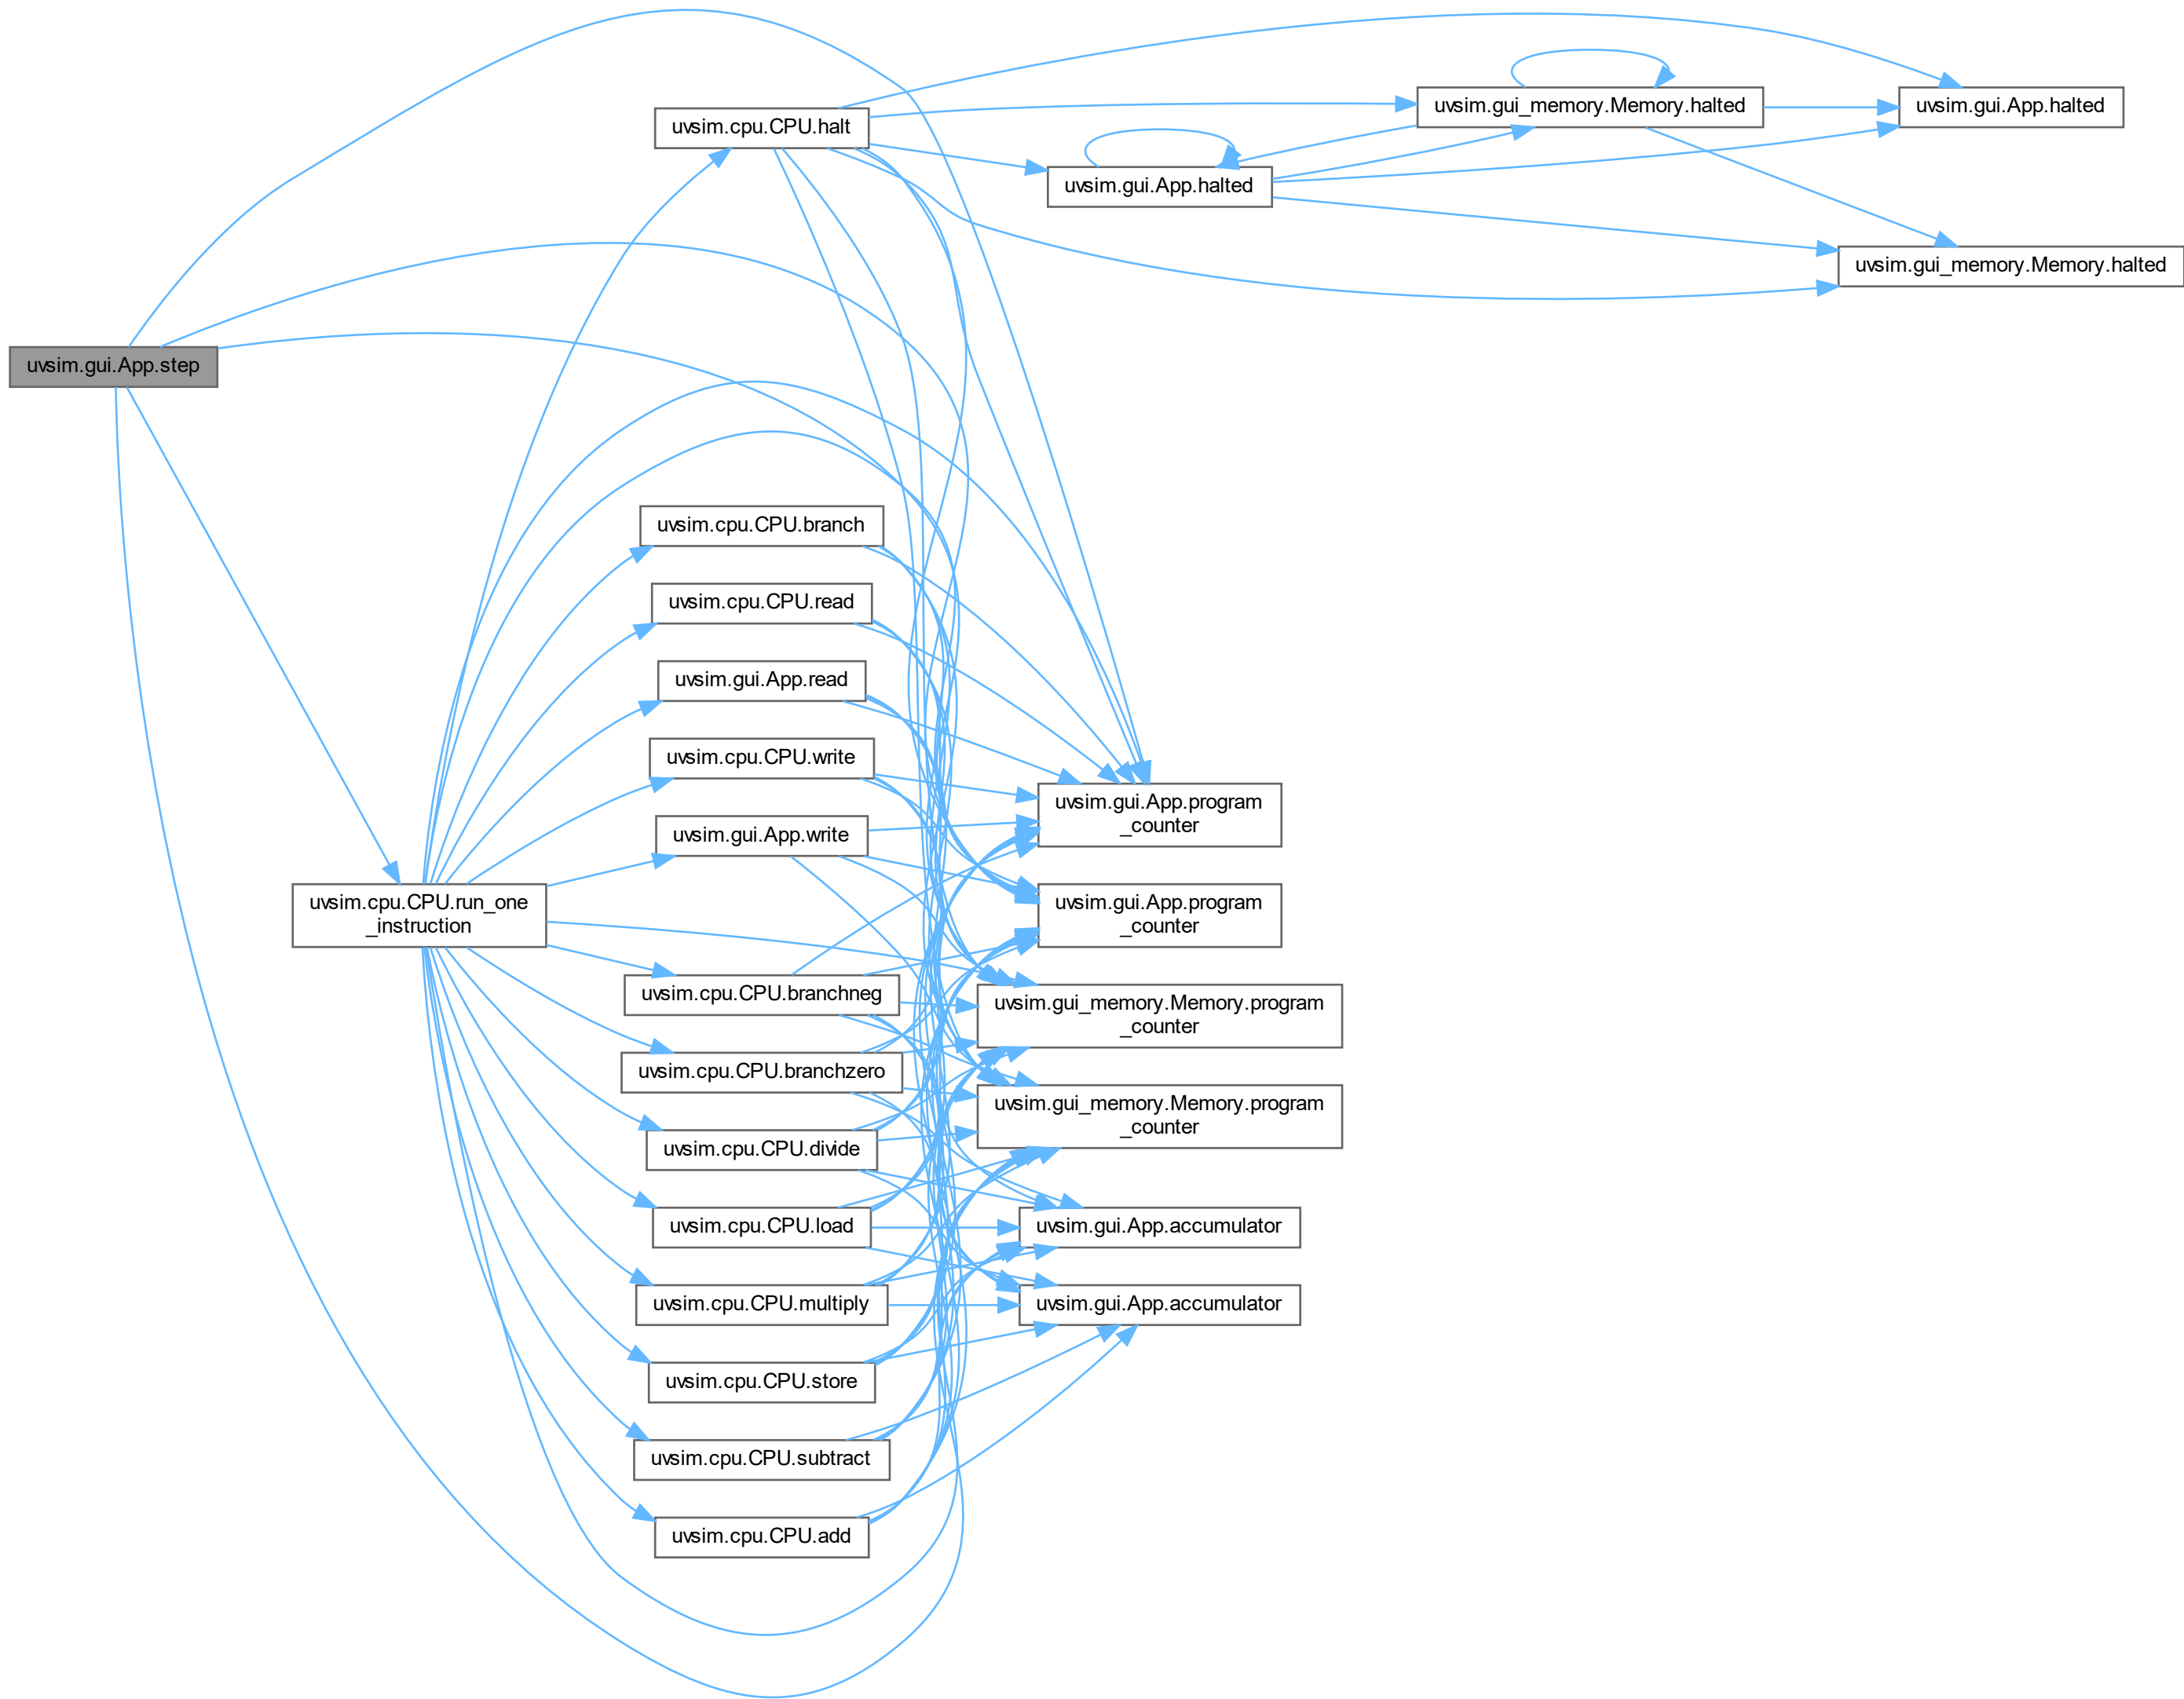 uvsim.gui.App.step
uvsim.cpu.CPU.run_one
_instruction
uvsim.cpu.CPU.halt
uvsim.cpu.CPU.branch
uvsim.cpu.CPU.read
uvsim.gui.App.read
uvsim.cpu.CPU.write
uvsim.gui.App.write
uvsim.cpu.CPU.branchneg
uvsim.cpu.CPU.branchzero
uvsim.cpu.CPU.divide
uvsim.cpu.CPU.load
uvsim.cpu.CPU.multiply
uvsim.cpu.CPU.store
uvsim.cpu.CPU.subtract
uvsim.cpu.CPU.add
uvsim.gui.App.halted
uvsim.gui.App.program
_counter
uvsim.gui.App.program
_counter
uvsim.gui_memory.Memory.program
_counter
uvsim.gui_memory.Memory.program
_counter
uvsim.gui.App.accumulator
uvsim.gui.App.accumulator
uvsim.gui_memory.Memory.halted
uvsim.gui.App.halted
uvsim.gui_memory.Memory.halted